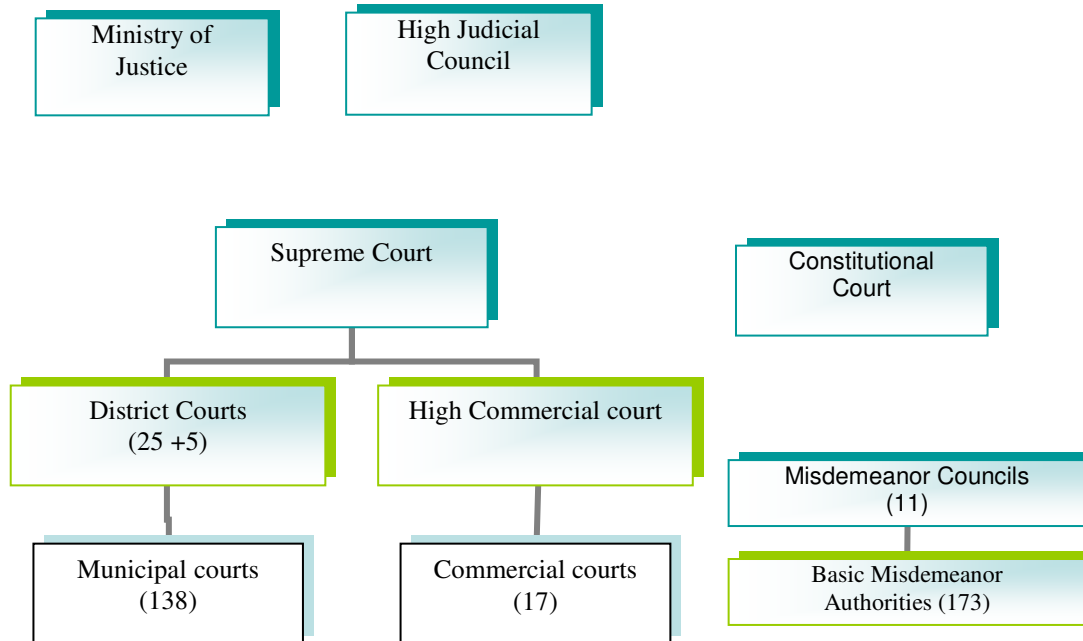 Ministry of
Justice
High Judicial
Council
Supreme Court
Constitutional
Court
District Courts
(25 +5)
High Commercial court
Misdemeanor Councils
(11)
Municipal courts
(138)
Commercial courts
(17)
Basic Misdemeanor
Authorities (173)